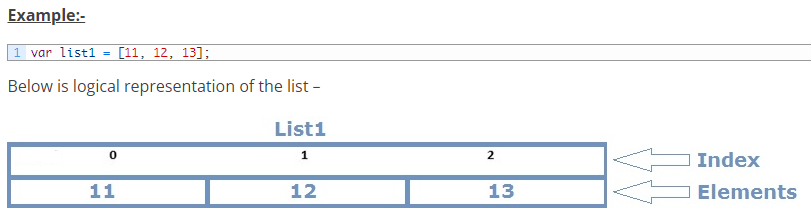 Example:-
1 var list1 = [11, 12, 13];
Below is logical representation of the list –
List1
0 1 2 Index
11 12 13 Elements